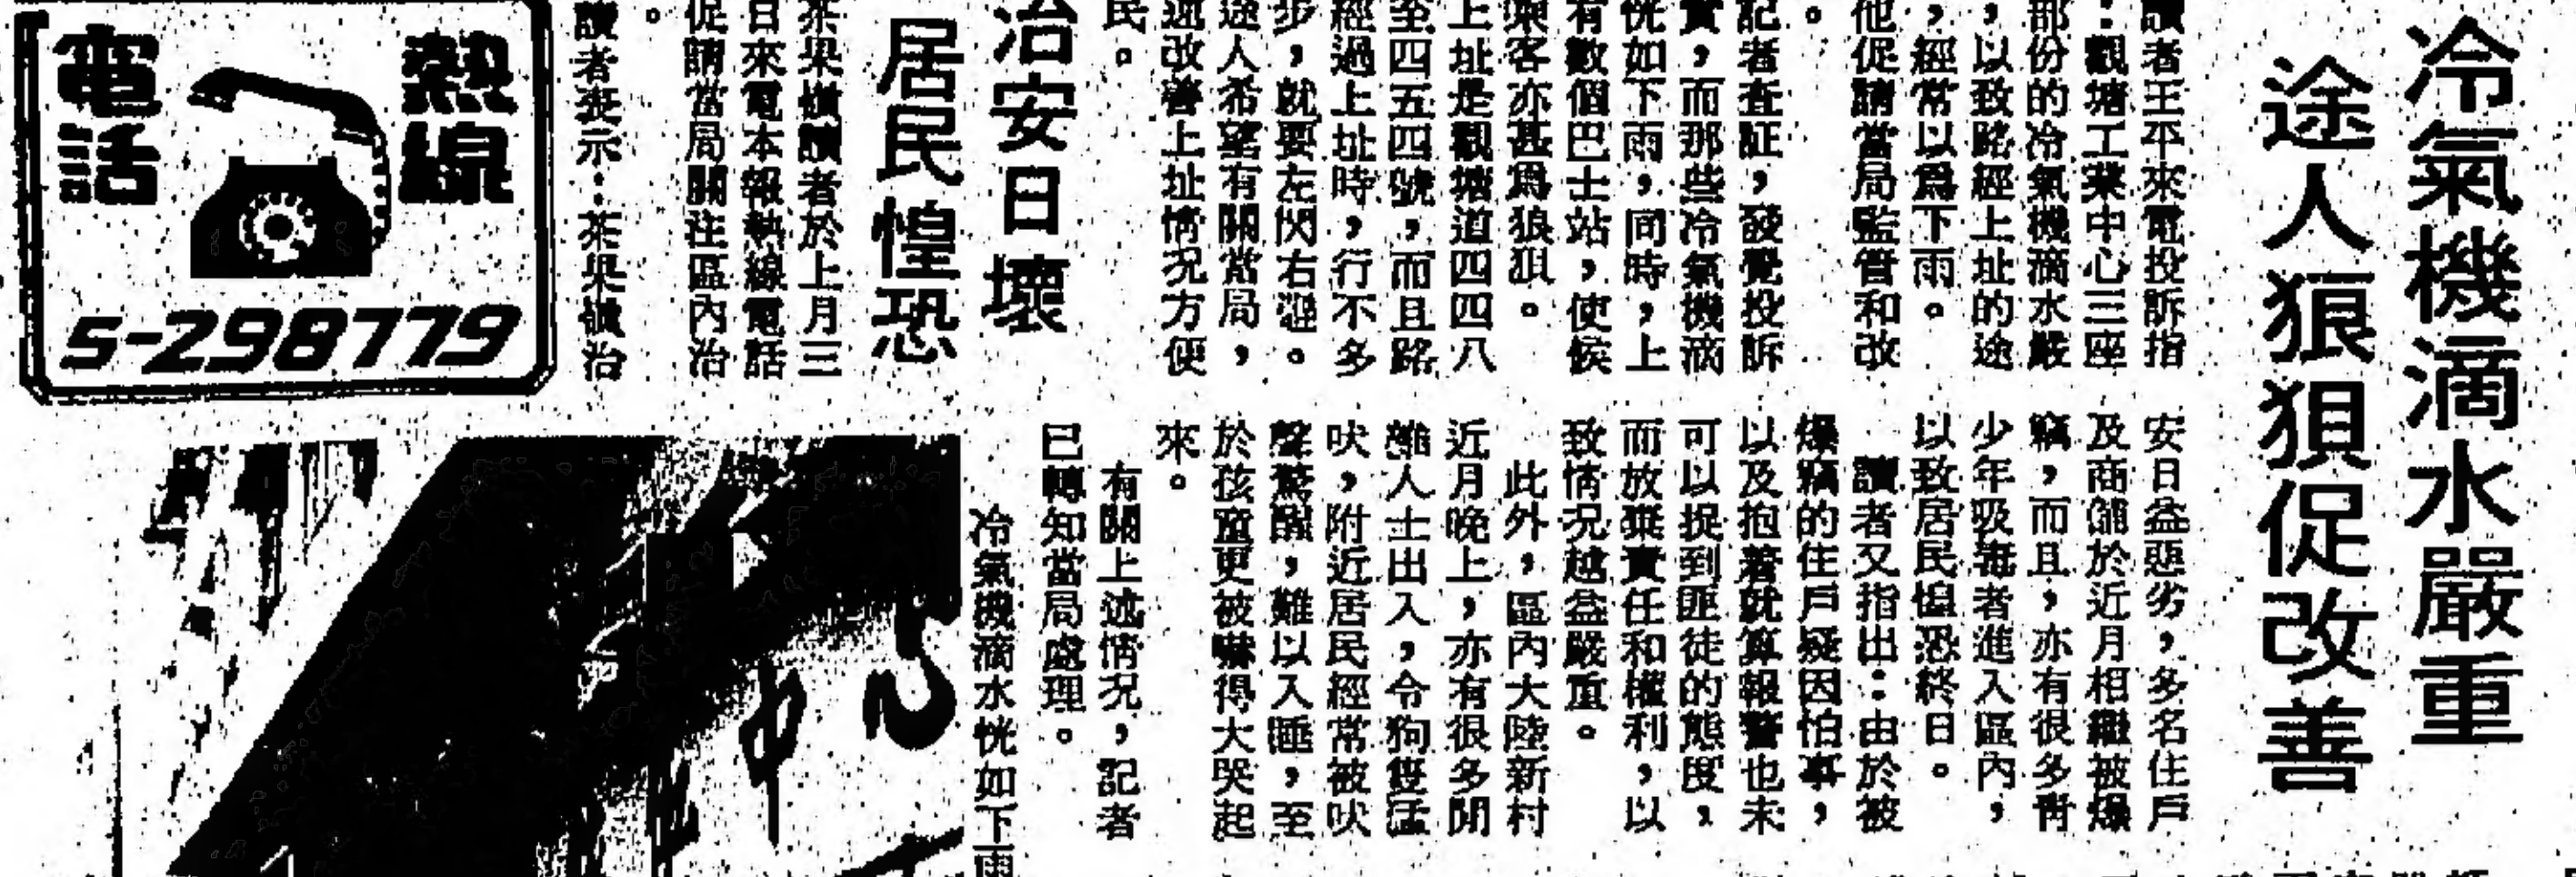 冷氣機滴水嚴重
途人狼狽促改善
讀者王平來電投訴指
：觀塘工業中心三座
部份的冷氣機滴水嚴
，以致路經上址的途
，經常以爲下雨。
他促請當局監管和改
。
記者查証，發覺投訴
實，而那些冷氣機滴
恍如下雨，同時，上
有數個巴士站，使候
客亦甚爲狼狽。
上址是觀塘道四四八
至四五四號，而且路
經過上址時，行不多
步，就要左閃右避。
途人希望有關當局，
速改善上址情况方便
民。
治安日壞
居民惶恐
茶果嶺讀者於上月三
日來電本報熱線電話
促請當局關注區內治
。
讀者表示：茶果嶺治
安日益惡劣，多名住戶
及商舖於近月相繼被爆
竊，而且，亦有很多靑
少年吸毒者進入區內，
以致居民惶恐終日。
讀者又指出：由於被
爆竊的住戶疑因怕事，
以及抱着就算報警也未
可以捉到匪徒的態度，
而放棄責任和權利，以
致情况越益嚴重。
此外，區內大陸新村
近月晚上，亦有很多閒
雜人士出入，令狗隻猛
吠，附近居民經常被吠
聲驚醒，難以入睡，至
於孩童更被嚇得大哭起
來。
有關上述情况，記者
已轉知當局處理。
熱線
電話
5-298779
冷氣機滴水恍如下雨